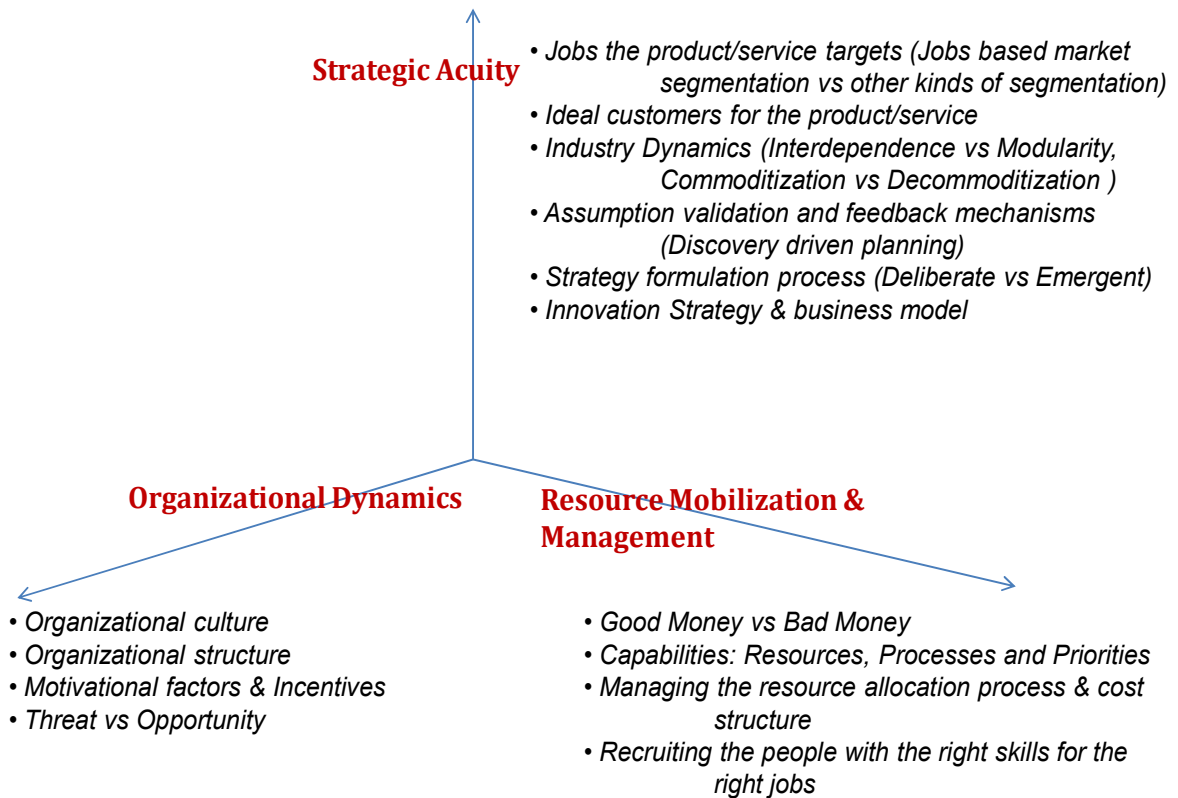 Strategic Acuity
• Jobs the product/service targets (Jobs based market
segmentation vs other kinds of segmentation)
• Ideal customers for the product/service
• Industry Dynamics (Interdependence vs Modularity,
Commoditization vs Decommoditization )
• Assumption validation and feedback mechanisms
(Discovery driven planning)
• Strategy formulation process (Deliberate vs Emergent)
• Innovation Strategy & business model
Organizational Dynamics
Resource Mobilization &
Management
• Organizational culture
• Organizational structure
• Motivational factors & Incentives
• Threat vs Opportunity
• Good Money vs Bad Money
• Capabilities: Resources, Processes and Priorities
• Managing the resource allocation process & cost
structure
• Recruiting the people with the right skills for the
right jobs